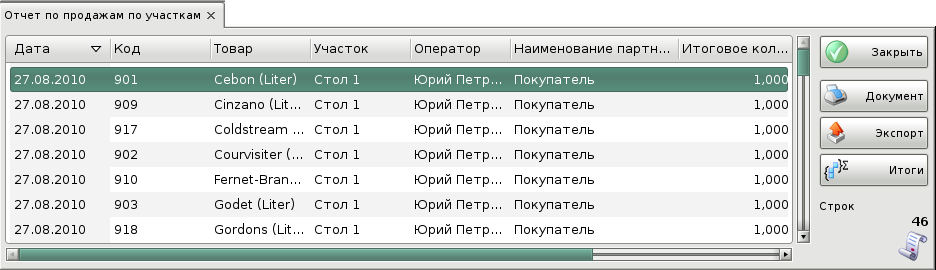 Отчет по продажам по участкам
Дата Код Товар Участок Оператор Наименование партн... Итоговое кол...
27.08.2010 901 Cebon (Liter) Стол 1 Юрий Петр... Покупатель 1,000
27.08.2010 909 Cinzano (Lit... Стол 1 Юрий Петр... Покупатель 1,000
27.08.2010 917 Coldstream ... Стол 1 Юрий Петр... Покупатель 1,000
27.08.2010 902 Courvisiter (... Стол 1 Юрий Петр... Покупатель 1,000
27.08.2010 910 Fernet-Bran... Стол 1 Юрий Петр... Покупатель 1,000
27.08.2010 903 Godet (Liter) Стол 1 Юрий Петр... Покупатель 1,000
27.08.2010 918 Gordons (Lit... Стол 1 Юрий Петр... Покупатель 1,000
Закрыть
Документ
Экспорт
Итоги
Строк
46